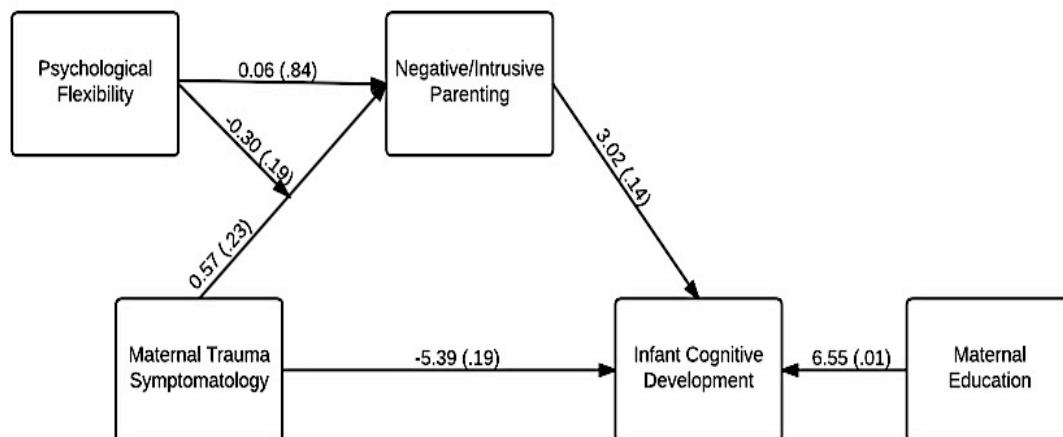 Psychological
Flexibility
0.06 (.84)
Negative/Intrusive
Parenting
-0.30 (.19)
3.02 (.14)
0.57 (.23)
Maternal Trauma
Symptomatology
-5.39 (.19)
Infant Cognitive
Development
6.55 (.01)
Maternal
Education